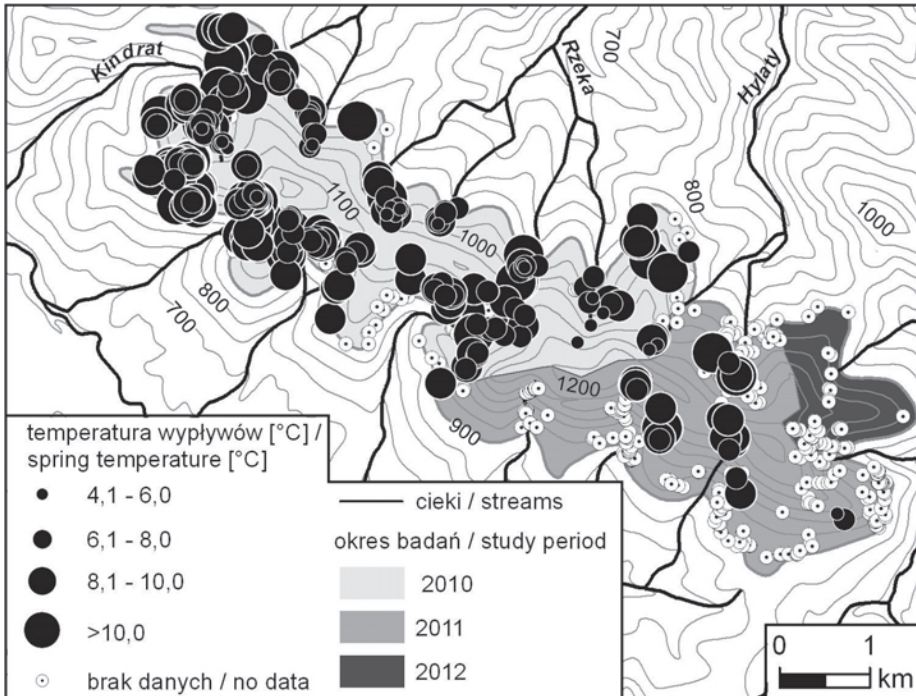 Kindrat
Rzeka
Hylaty
700
800
1000
1100
1000
800
700
1200
900
temperatura wypływów [°C] /
spring temperature [°C]
4,1 - 6,0
6,1 - 8,0
8,1 - 10,0
>10,0
brak danych / no data
cieki / streams
okres badań / study period
2010
2011
2012
0 1
km